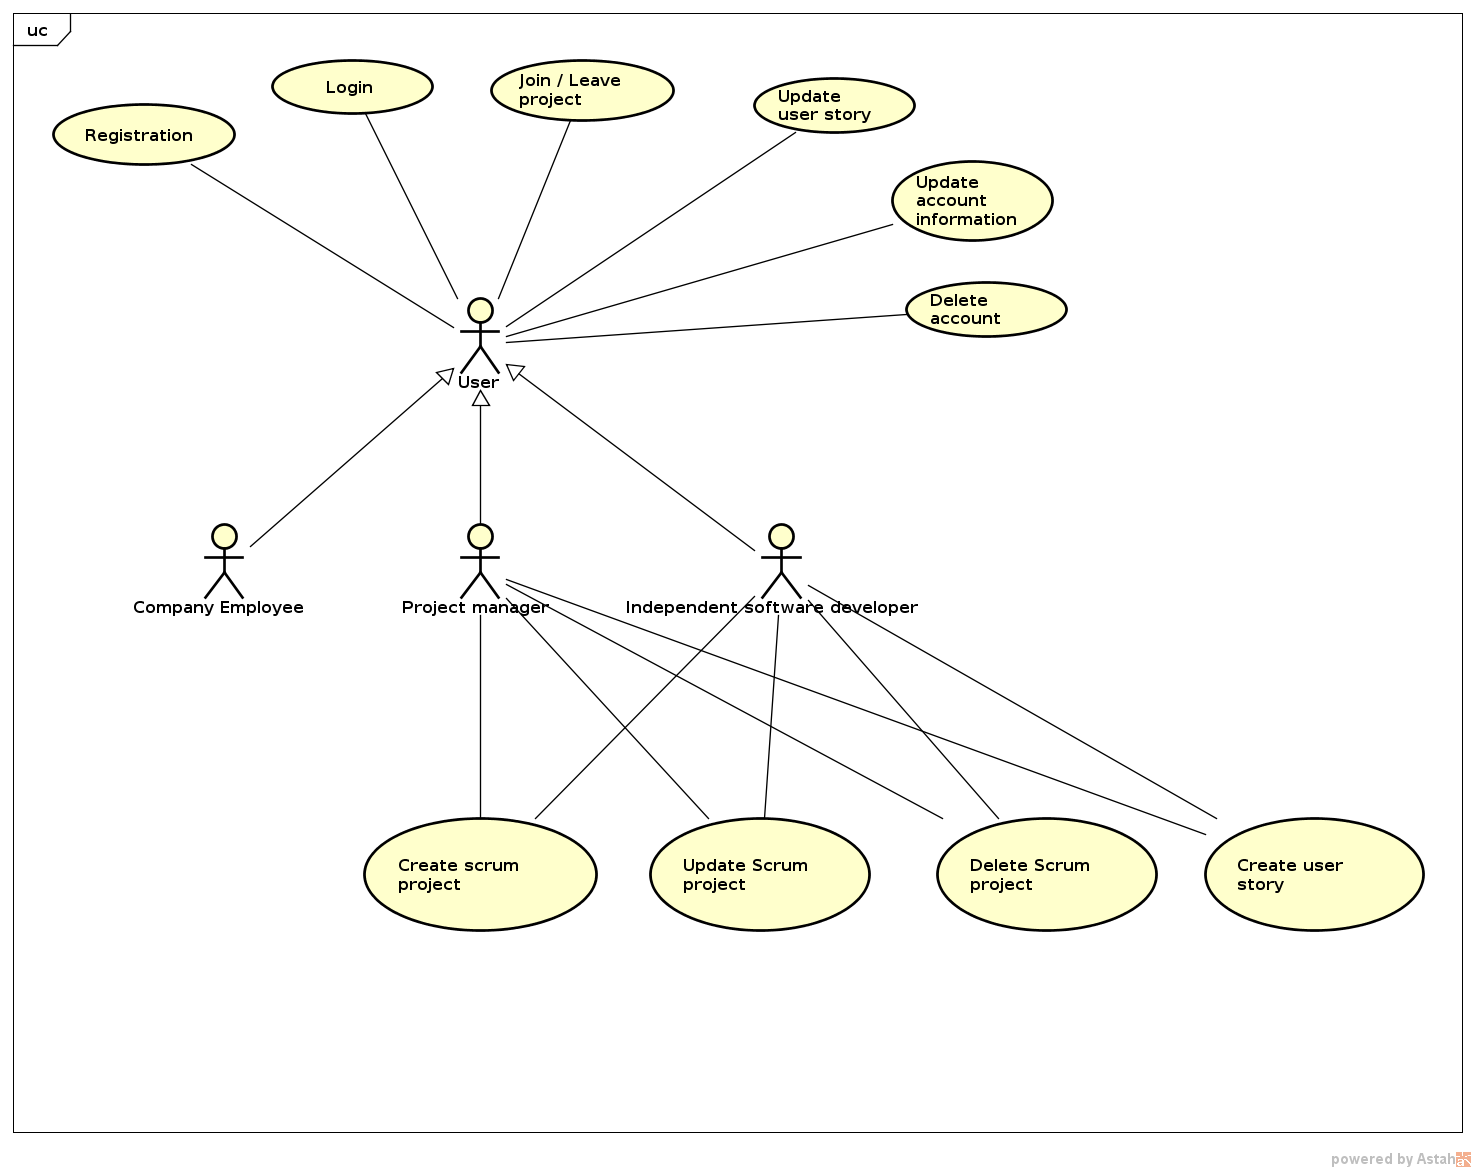 uc
Registration
Login
Join / Leave
project
Update
user story
Update
account
information
Delete
account
User
Company Employee
Project manager
Independent software developer
Create scrum
project
Update Scrum
project
Delete Scrum
project
Create user
story
powered by Astah